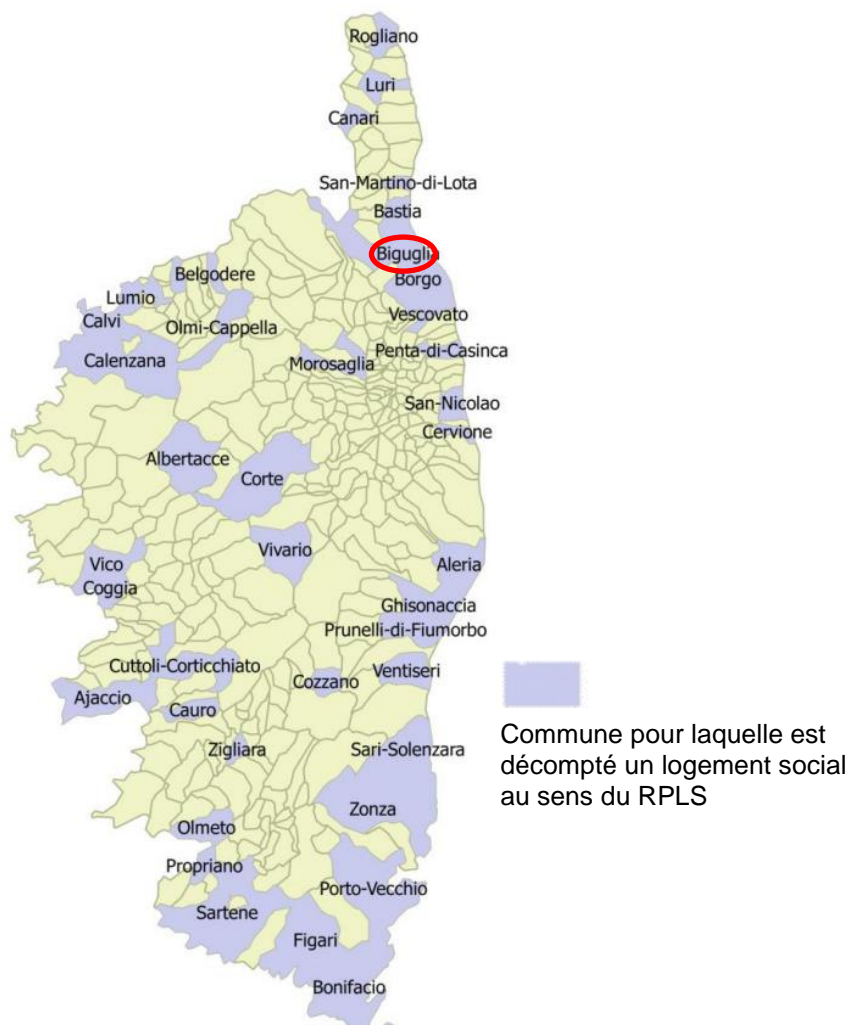 Rogliano
Luri
Canari
San-Martino-di-Lota
Bastia
Biguglia
Borgo
Belgodere
Lumio
Calvi
Olmi-Cappella
Vescovato
Calenzana
Morosaglia
Penta-di-Casinca
San-Nicolao
Cervione
Albertacce
Corte
Vivario
Vico
Aleria
Coggia
Ghisonaccia
Prunelli-di-Fiumorbo
Cuttoli-Corticchiato
Cozzano
Ventiseri
Ajaccio
Cauro
Zigliara
Sari-Solenzara
Commune pour laquelle est
décompté un logement social
au sens du RPLS
Zonza
Olmeto
Propriano
Porto-Vecchio
Sartene
Figari
Bonifacio